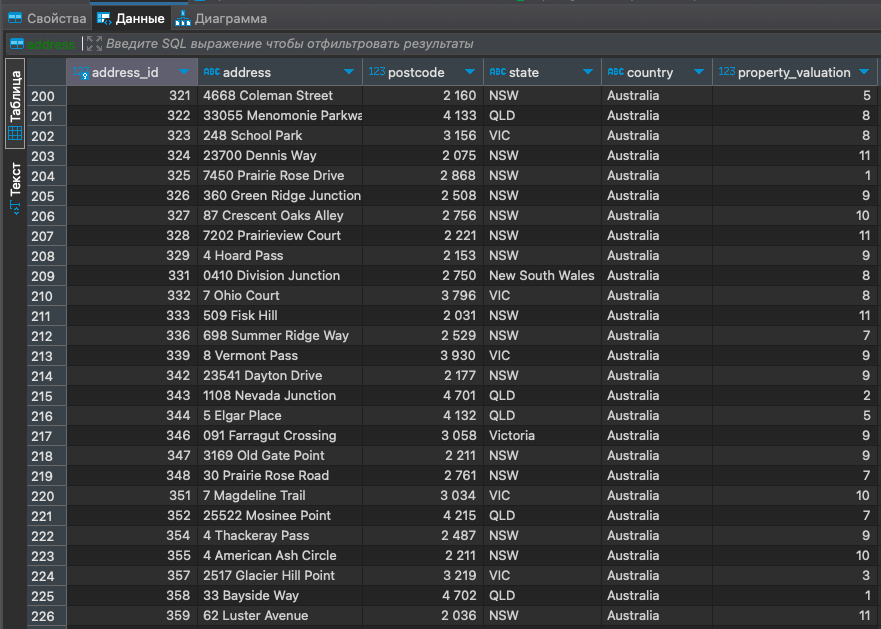 Свойства Данные Диаграмма
address Введите SQL выражение чтобы отфильтровать результаты
Таблица
Текст
123 address_id ABC address 123 postcode ABC state ABC country 123 property_valuation
200 321 4668 Coleman Street 2 160 NSW Australia 5
201 322 33055 Menomonie Parkwa 4 133 QLD Australia 8
202 323 248 School Park 3 156 VIC Australia 8
203 324 23700 Dennis Way 2 075 NSW Australia 11
204 325 7450 Prairie Rose Drive 2 868 NSW Australia 1
205 326 360 Green Ridge Junction 2 508 NSW Australia 9
206 327 87 Crescent Oaks Alley 2 756 NSW Australia 10
207 328 7202 Prairieview Court 2 221 NSW Australia 11
208 329 4 Hoard Pass 2 153 NSW Australia 9
209 331 0410 Division Junction 2 750 New South Wales Australia 8
210 332 7 Ohio Court 3 796 VIC Australia 8
211 333 509 Fisk Hill 2 031 NSW Australia 11
212 336 698 Summer Ridge Way 2 529 NSW Australia 7
213 339 8 Vermont Pass 3 930 VIC Australia 9
214 342 23541 Dayton Drive 2 177 NSW Australia 9
215 343 1108 Nevada Junction 4 701 QLD Australia 2
216 344 5 Elgar Place 4 132 QLD Australia 5
217 346 091 Farragut Crossing 3 058 Victoria Australia 9
218 347 3169 Old Gate Point 2 211 NSW Australia 9
219 348 30 Prairie Rose Road 2 761 NSW Australia 7
220 351 7 Magdeline Trail 3 034 VIC Australia 10
221 352 25522 Mosinee Point 4 215 QLD Australia 7
222 354 4 Thackeray Pass 2 487 NSW Australia 9
223 355 4 American Ash Circle 2 211 NSW Australia 10
224 357 2517 Glacier Hill Point 3 219 VIC Australia 3
225 358 33 Bayside Way 4 702 QLD Australia 1
226 359 62 Luster Avenue 2 036 NSW Australia 11